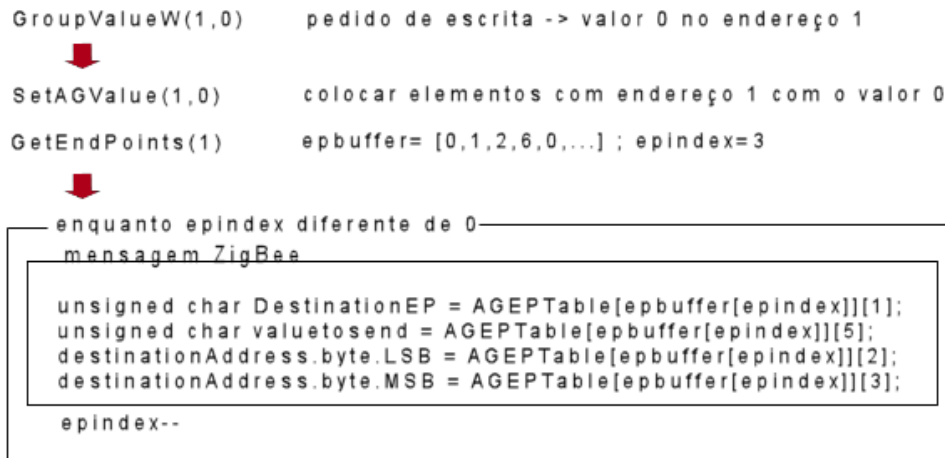 GroupValueW(1,0) pedido de escrita -> valor 0 no endereço 1
SetAGValue(1,0) colocar elementos com endereço 1 com o valor 0
GetEndPoints(1) epbuffer= [0,1,2,6,0,...] ; epindex=3
enquanto epindex diferente de 0
mensagem ZigBee
unsigned char DestinationEP = AGEPTable[epbuffer[epindex]][1];
unsigned char valuetosend = AGEPTable[epbuffer[epindex]][5];
destinationAddress.byte.LSB = AGEPTable[epbuffer[epindex]][2];
destinationAddress.byte.MSB = AGEPTable[epbuffer[epindex]][3];
epindex--